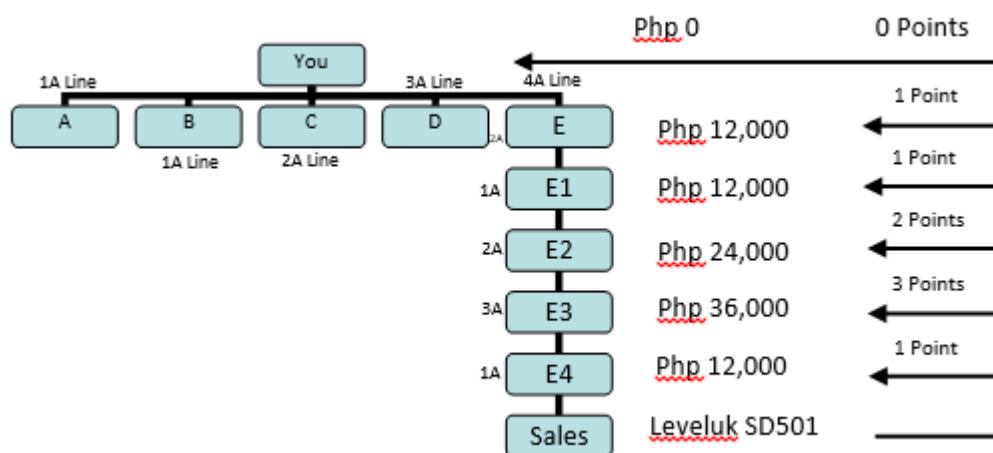 Php 0 0 Points
You
1A Line 3A Line 4A Line
1 Point
A B C D 2A E Php 12,000
1A Line 2A Line
1 Point
1A E1 Php 12,000
2 Points
2A E2 Php 24,000
3 Points
3A E3 Php 36,000
1 Point
1A E4 Php 12,000
Sales Leveluk SD501